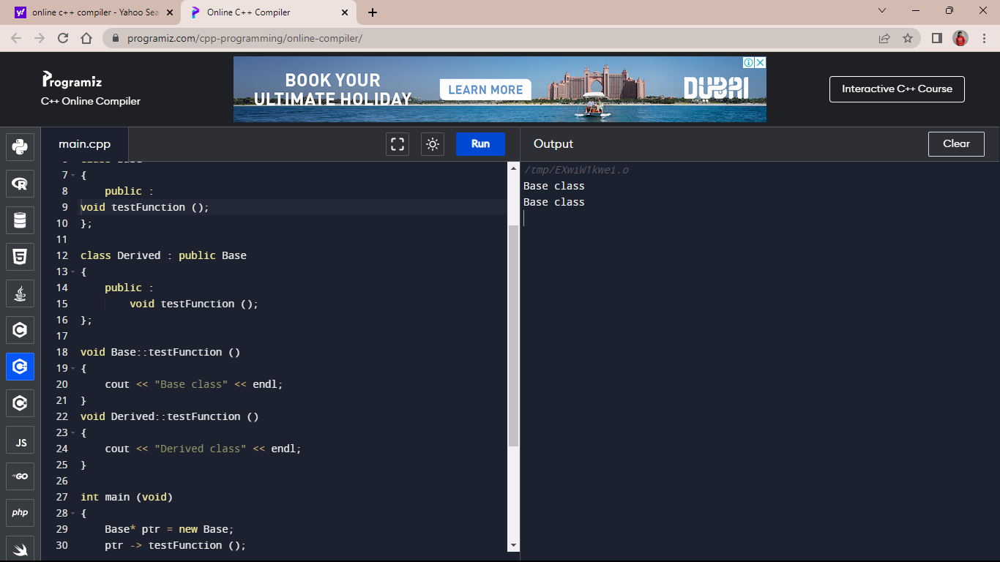 online c++ compiler - Yahoo Sea
Online C++ Compiler
programiz.com/cpp-programming/online-compiler/
Programiz
C++ Online Compiler
BOOK YOUR
ULTIMATE HOLIDAY
LEARN MORE
DUBAI
Interactive C++ Course
main.cpp
Run
Output
Clear
7 {
8 public :
9 void testFunction ();
10 };
11
12 class Derived : public Base
13 {
14 public :
15 void testFunction ();
16 };
17
18 void Base::testFunction ()
19 {
20 cout << "Base class" << endl;
21 }
22 void Derived::testFunction ()
23 {
24 cout << "Derived class" << endl;
25 }
26
27 int main (void)
28 {
29 Base* ptr = new Base;
30 ptr -> testFunction ();
/tmp/EXwiW1kwei.o
Base class
Base class
R
5
C
JS
GO
php